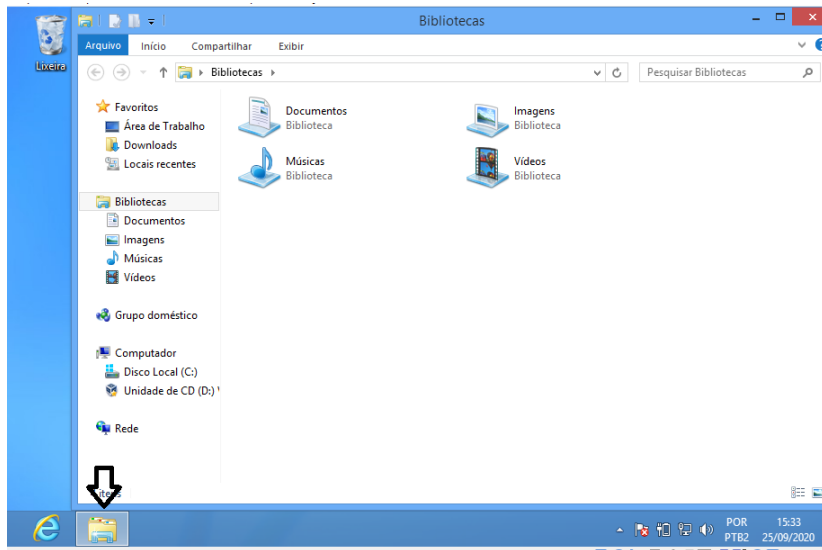 Bibliotecas
Arquivo Início Compartilhar Exibir
Lixeira
Bibliotecas
Pesquisar Bibliotecas
Favoritos
Área de Trabalho
Downloads
Locais recentes
Bibliotecas
Documentos
Imagens
Músicas
Vídeos
Grupo doméstico
Computador
Disco Local (C:)
Unidade de CD (D:)
Rede
Documentos
Biblioteca
Imagens
Biblioteca
Músicas
Biblioteca
Vídeos
Biblioteca
itens
POR 15:33
PTB2 25/09/2020